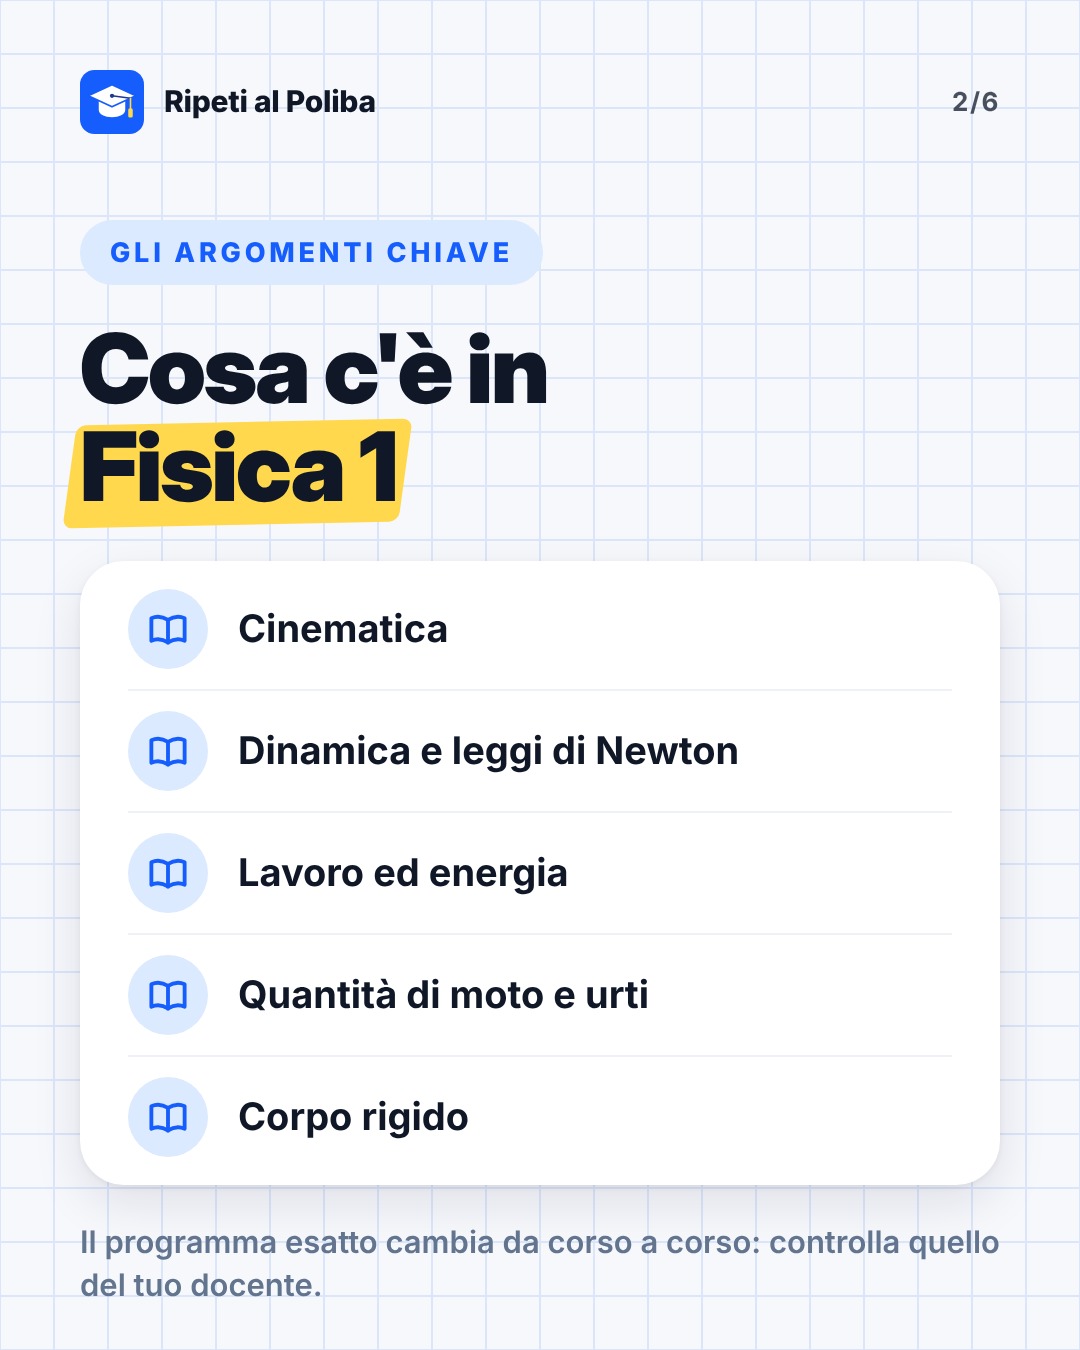 Ripeti al Poliba
2/6
GLI ARGOMENTI CHIAVE
Cosa c'è in
Fisica 1
Cinematica
Dinamica e leggi di Newton
Lavoro ed energia
Quantità di moto e urti
Corpo rigido
Il programma esatto cambia da corso a corso: controlla quello
del tuo docente.